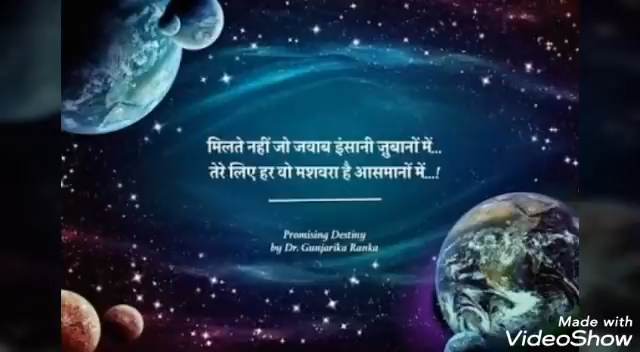 मिलते नहीं जो जवाब इंसानी ज़ुबानों में...
तेरे लिए हर वो मशवरा है आसमानों में...!
Promising Destiny
by Dr. Gunjarika Ranka
Made with
VideoShow